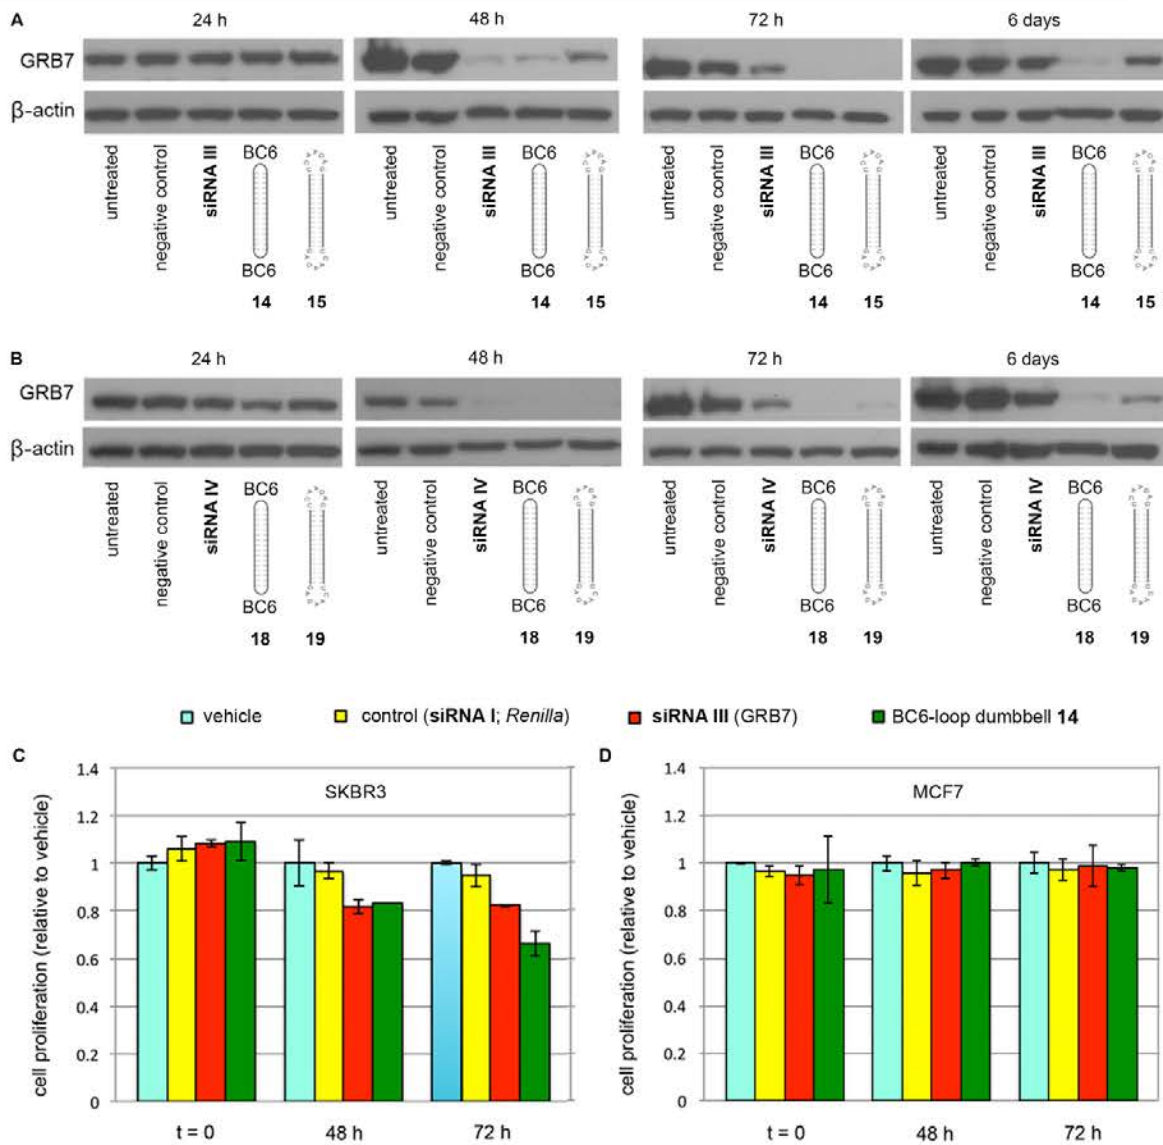 A 24 h 48 h 72 h 6 days
GRB7
β-actin
untreated negative control siRNA III BC6 BC6 14 15 untreated negative control siRNA III BC6 BC6 14 15 untreated negative control siRNA III BC6 BC6 14 15 untreated negative control siRNA III BC6 BC6 14 15
B 24 h 48 h 72 h 6 days
GRB7
β-actin
untreated negative control siRNA IV BC6 BC6 18 19 untreated negative control siRNA IV BC6 BC6 18 19 untreated negative control siRNA IV BC6 BC6 18 19 untreated negative control siRNA IV BC6 BC6 18 19
vehicle control (siRNA I; Renilla) siRNA III (GRB7) BC6-loop dumbbell 14
C
SKBR3
cell proliferation (relative to vehicle)
1.4
1.2
1
0.8
0.6
0.4
0.2
0
t = 0 48 h 72 h
D
MCF7
cell proliferation (relative to vehicle)
1.4
1.2
1
0.8
0.6
0.4
0.2
0
t = 0 48 h 72 h